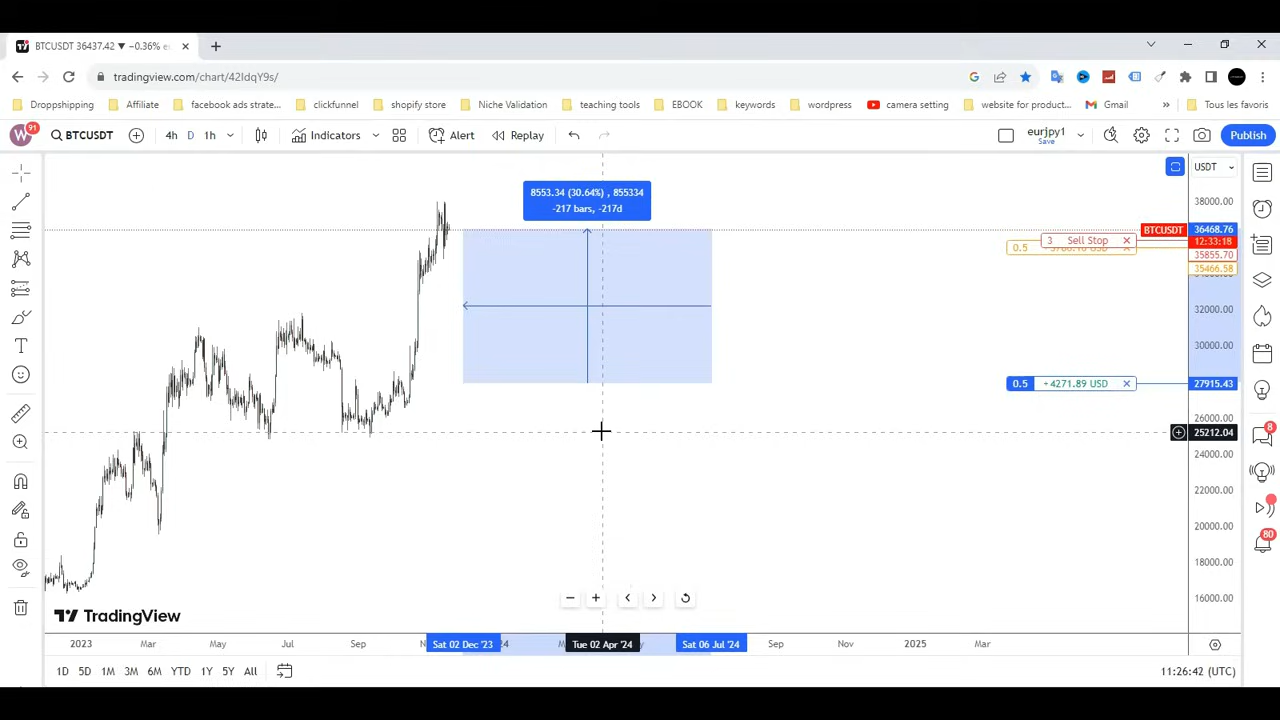 BTCUSDT 36437.42 ▼ −0.36%
tradingview.com/chart/42IdqY9s/
Droppshipping
Affiliate
facebook ads strate...
clickfunnel
shopify store
Niche Validation
teaching tools
EBOOK
keywords
wordpress
camera setting
website for product...
Gmail
»
Tous les favoris
W
91
BTCUSDT
4h
D
1h
Indicators
Alert
Replay
eurjpy1
Save
Publish
8553.34 (30.64%) , 855334
-217 bars, -217d
USDT
38000.00
BTCUSDT
36468.76
12:33:18
3
Sell Stop
35855.70
0.5
35466.58
34000.00
32000.00
30000.00
0.5
+4271.89 USD
27915.43
26000.00
25212.04
24000.00
22000.00
20000.00
18000.00
16000.00
8
80
TradingView
2023
Mar
May
Jul
Sep
Sat 02 Dec '23
Tue 02 Apr '24
Sat 06 Jul '24
Sep
Nov
2025
Mar
1D
5D
1M
3M
6M
YTD
1Y
5Y
All
11:26:42 (UTC)